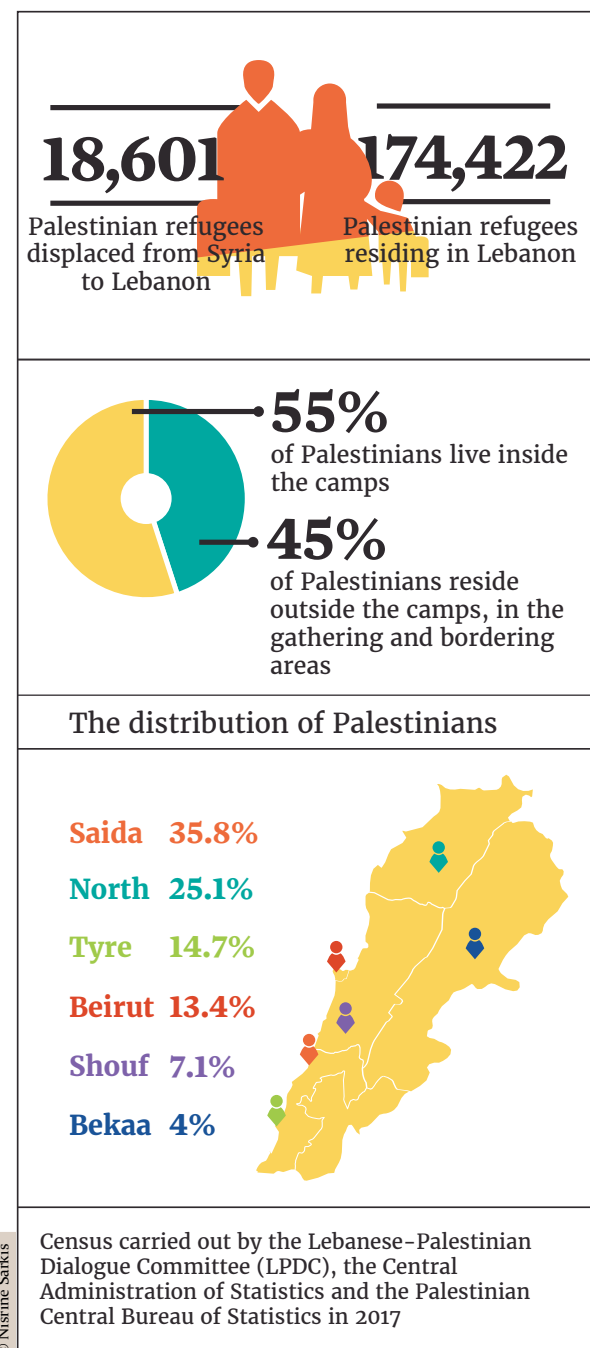 18,601
Palestinian refugees
displaced from Syria
to Lebanon
174,422
Palestinian refugees
residing in Lebanon
55%
of Palestinians live inside
the camps
45%
of Palestinians reside
outside the camps, in the
gathering and bordering
areas
The distribution of Palestinians
Saida 35.8%
North 25.1%
Tyre 14.7%
Beirut 13.4%
Shouf 7.1%
Bekaa 4%
Census carried out by the Lebanese-Palestinian
Dialogue Committee (LPDC), the Central
Administration of Statistics and the Palestinian
Central Bureau of Statistics in 2017
© Nisrine Sarkis